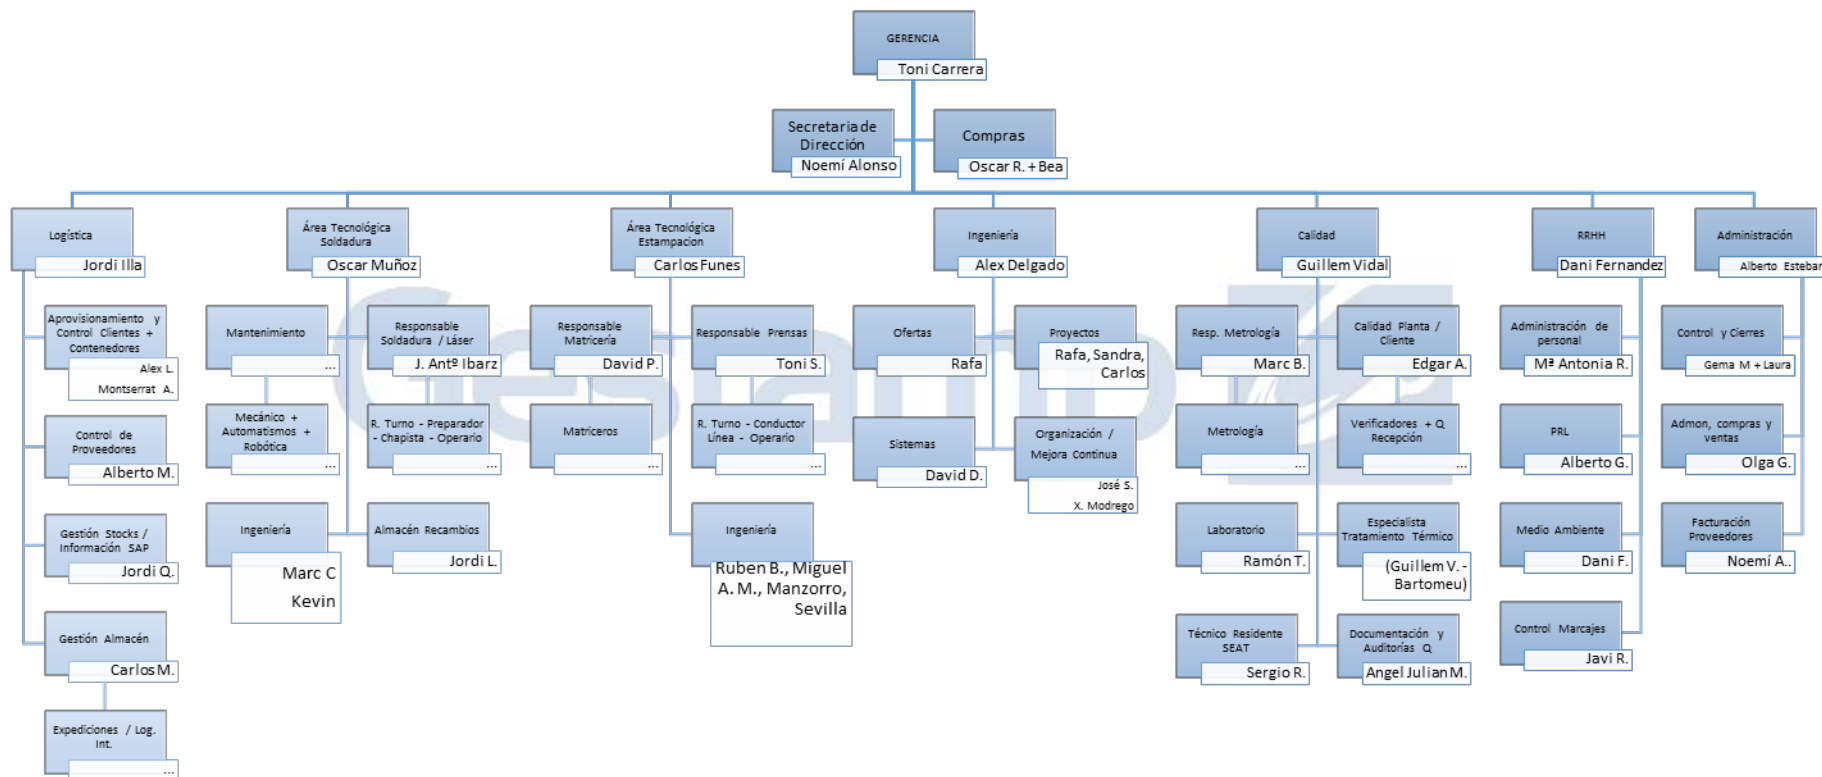 GERENCIA
Toni Carrera
Secretaria de
Dirección
Noemí Alonso
Compras
Oscar R. + Bea
Logística
Jordi Illa
Área Tecnológica
Soldadura
Oscar Muñoz
Área Tecnológica
Estampacion
Carlos Funes
Ingeniería
Alex Delgado
Calidad
Guillem Vidal
RRHH
Dani Fernandez
Administración
Alberto Esteban
Aprovisionamiento y
Control Clientes +
Contenedores
Alex L.
Montserrat A.
Mantenimiento
...
Responsable
Soldadura / Láser
J. Antº Ibarz
Responsable
Matricería
David P.
Responsable Prensas
Toni S.
Ofertas
Rafa
Proyectos
Rafa, Sandra,
Carlos
Resp. Metrología
Marc B.
Calidad Planta /
Cliente
Edgar A.
Administración de
personal
Mª Antonia R.
Control y Cierres
Gema M + Laura
Control de
Proveedores
Alberto M.
Mecánico +
Automatismos +
Robótica
...
R. Turno - Preparador
- Chapista - Operario
...
Matriceros
...
R. Turno - Conductor
Línea - Operario
...
Sistemas
David D.
Organización /
Mejora Continua
José S.
X. Modrego
Metrología
...
Verificadores + Q
Recepción
...
PRL
Alberto G.
Admon, compras y
ventas
Olga G.
Gestión Stocks /
Información SAP
Jordi Q.
Ingeniería
Marc C
Kevin
Almacén Recambios
Jordi L.
Ingeniería
Ruben B., Miguel
A. M., Manzorro,
Sevilla
Laboratorio
Ramón T.
Especialista
Tratamiento Térmico
(Guillem V. -
Bartomeu)
Medio Ambiente
Dani F.
Facturación
Proveedores
Noemí A..
Gestión Almacén
Carlos M.
Técnico Residente
SEAT
Sergio R.
Documentación y
Auditorías Q
Angel Julian M.
Control Marcajes
Javi R.
Expediciones / Log.
Int.
...
Gestamp